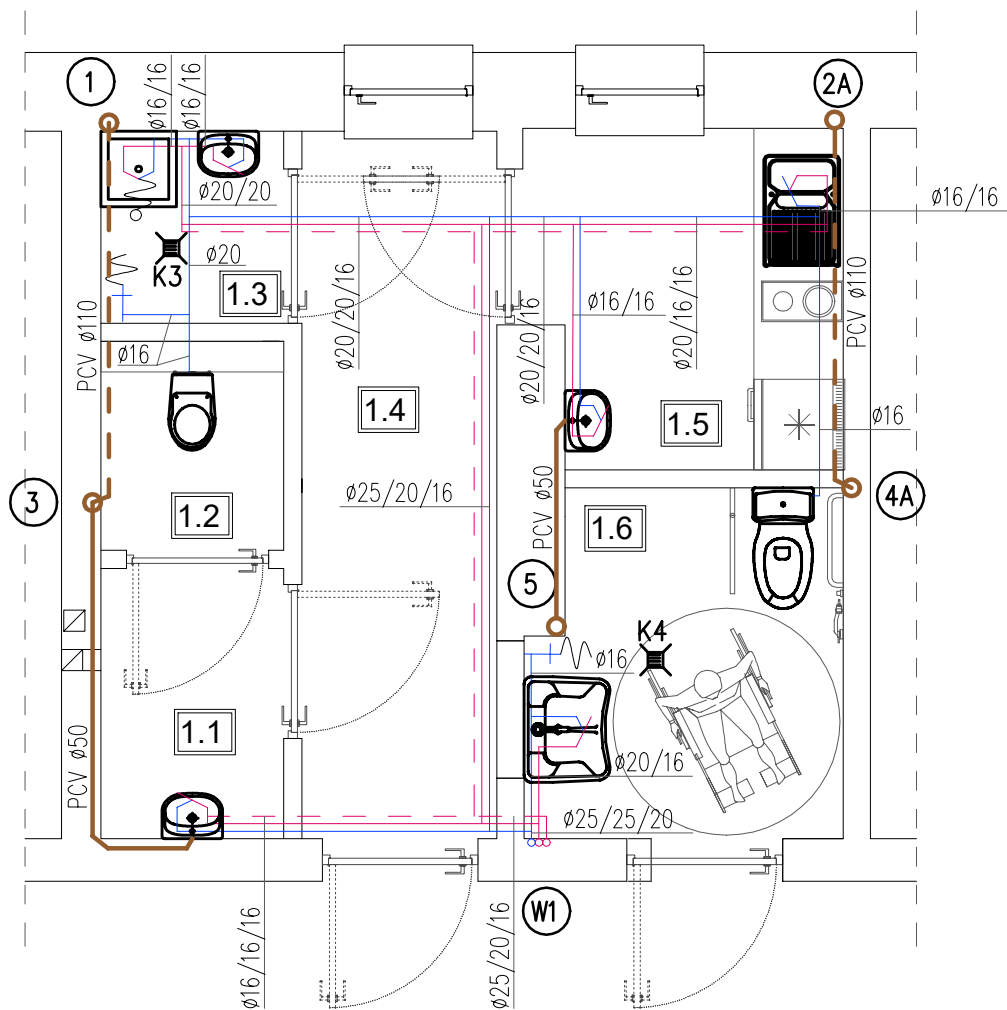 1
ø16/16
ø16/16
2A
ø16/16
ø20/20
K3
ø20
1.3
PCV ø110
ø16
ø20/20/16
ø20/20/16
ø16/16
ø20/16/16
PCV ø110
1.4
1.5
ø16
ø25/20/16
3
1.2
PCV ø50
1.6
4A
5
K4
ø16
1.1
PCV ø50
ø20/16
ø25/25/20
W1
ø16/16/16
ø25/20/16